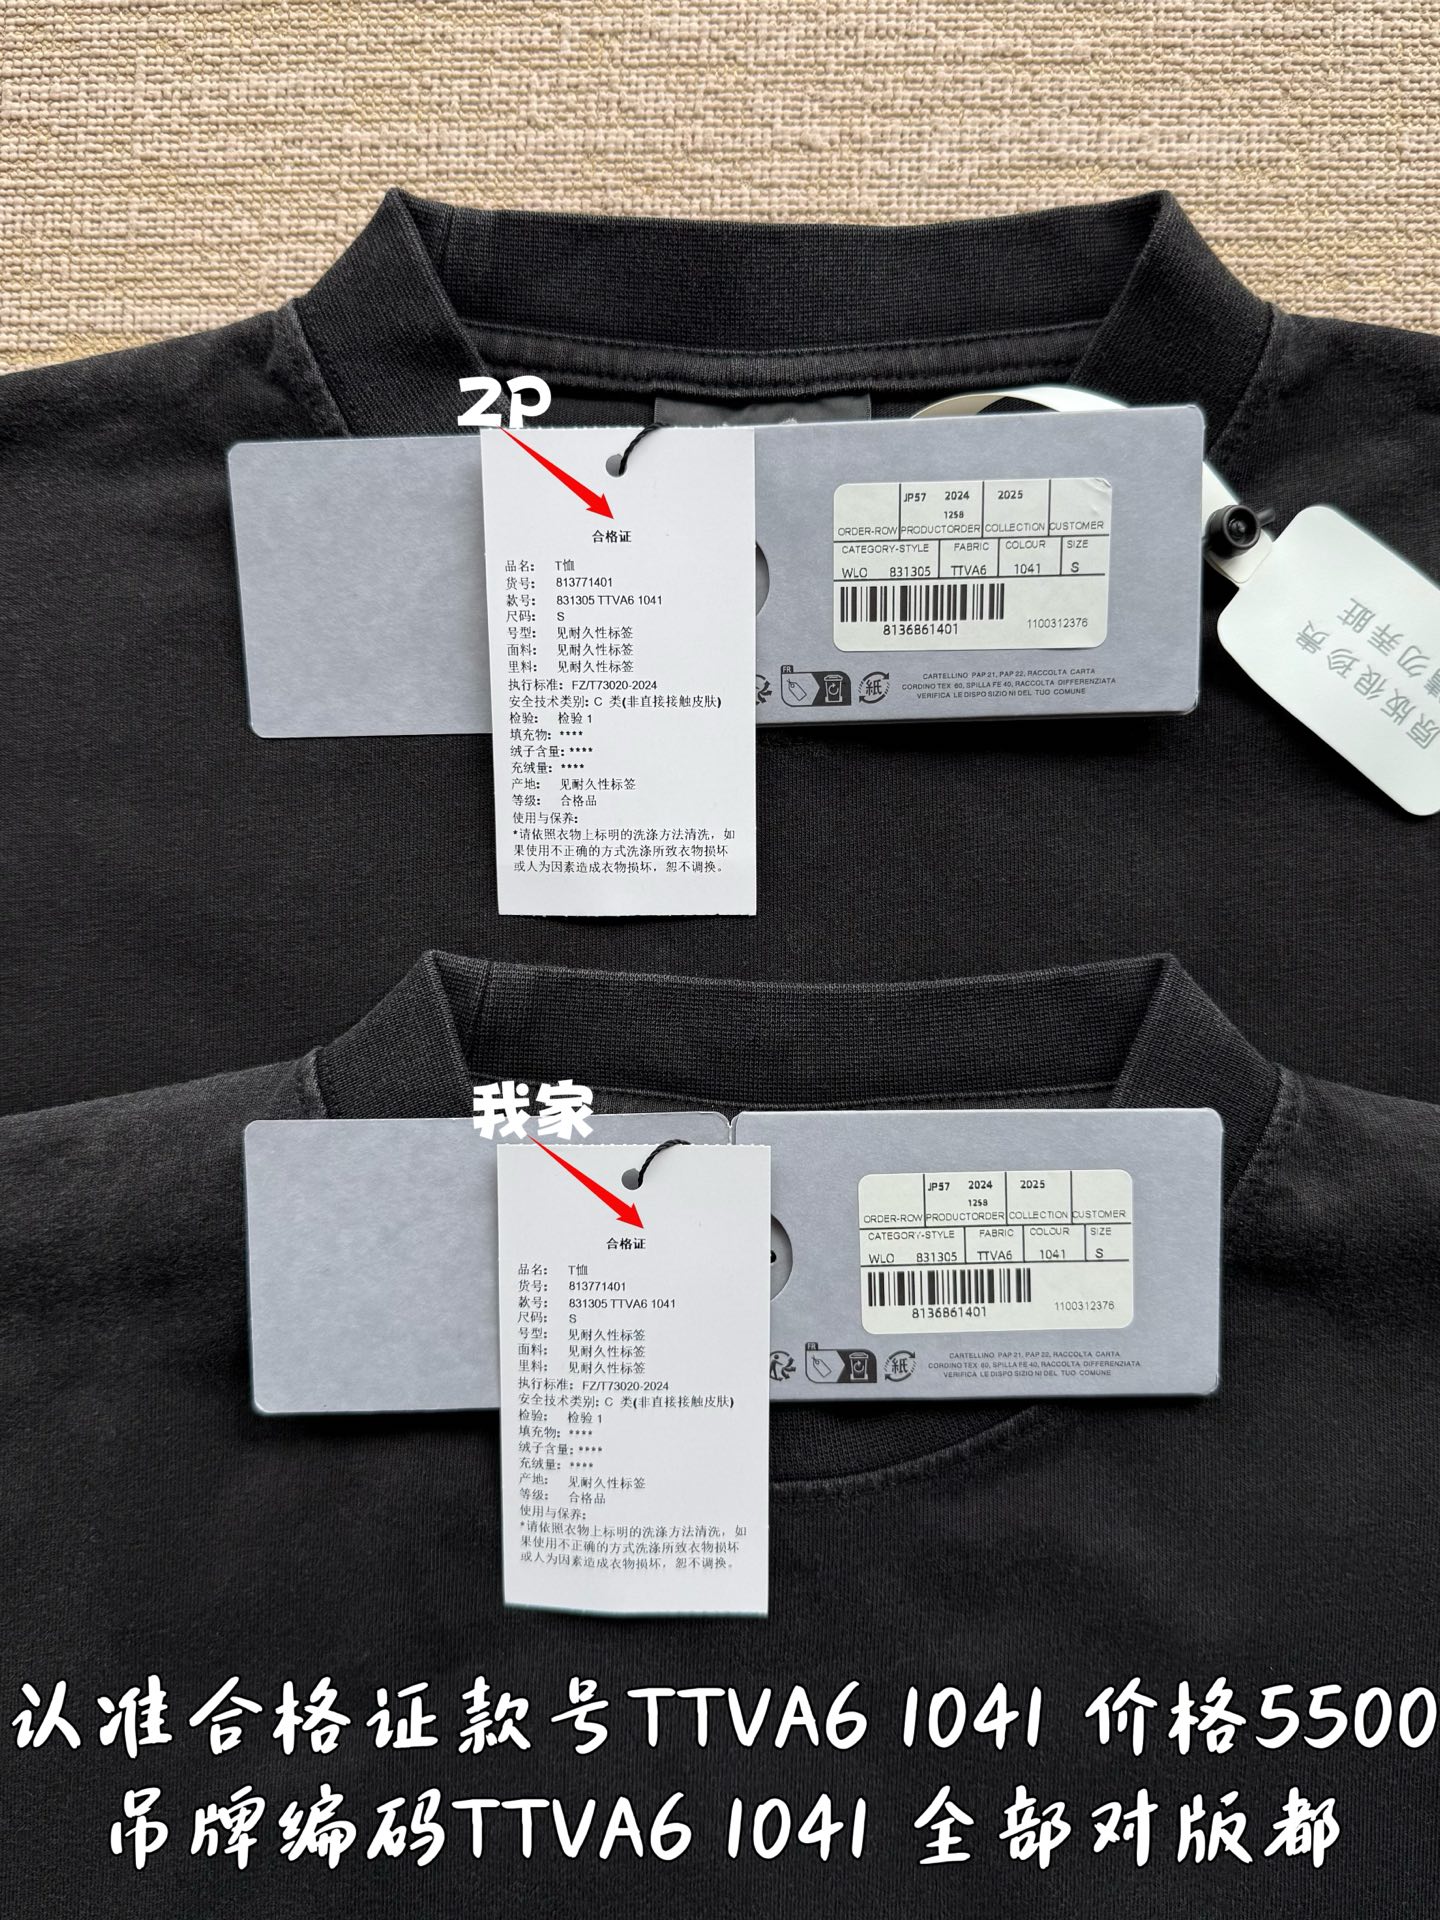 2P
合格证
品名： T恤
货号： 813771401
款号： 831305 TTVA6 1041
尺码： S
号型： 见耐久性标签
面料： 见耐久性标签
里料： 见耐久性标签
执行标准： FZ/T73020-2024
安全技术类别: C 类(非直接接触皮肤)
检验： 检验 1
填充物: ****
绒子含量: ****
充绒量: ****
产地： 见耐久性标签
等级： 合格品
使用与保养:
*请依照衣物上标明的洗涤方法清洗，如
果使用不正确的方式洗涤所致衣物损坏
或人为因素造成衣物损坏，恕不调换。
JP57 2024 2025
1258
ORDER-ROW PRODUCTORDER COLLECTION CUSTOMER
CATEGORY-STYLE FABRIC COLOUR SIZE
WLO 831305 TTVA6 1041 S
8136861401 1100312376
FR
CARTELLINO PAP 21, PAP 22, RACCOLTA CARTA
CORDINO TEX 60, SPILLA FE 40, RACCOLTA DIFFERENZIATA
VERIFICA LE DISPOSIZIONI DEL TUO COMUNE
紙
原版很珍贵
请勿弄脏
我家
合格证
品名： T恤
货号： 813771401
款号： 831305 TTVA6 1041
尺码： S
号型： 见耐久性标签
面料： 见耐久性标签
里料： 见耐久性标签
执行标准： FZ/T73020-2024
安全技术类别: C 类(非直接接触皮肤)
检验： 检验 1
填充物: ****
绒子含量: ****
充绒量: ****
产地： 见耐久性标签
等级： 合格品
使用与保养:
*请依照衣物上标明的洗涤方法清洗，如
果使用不正确的方式洗涤所致衣物损坏
或人为因素造成衣物损坏，恕不调换。
JP57 2024 2025
1258
ORDER-ROW PRODUCTORDER COLLECTION CUSTOMER
CATEGORY-STYLE FABRIC COLOUR SIZE
WLO 831305 TTVA6 1041 S
8136861401 1100312376
FR
CARTELLINO PAP 21, PAP 22, RACCOLTA CARTA
CORDINO TEX 60, SPILLA FE 40, RACCOLTA DIFFERENZIATA
VERIFICA LE DISPOSIZIONI DEL TUO COMUNE
紙
认准合格证款号TTVA6 1041 价格5500
吊牌编码TTVA6 1041 全部对版都